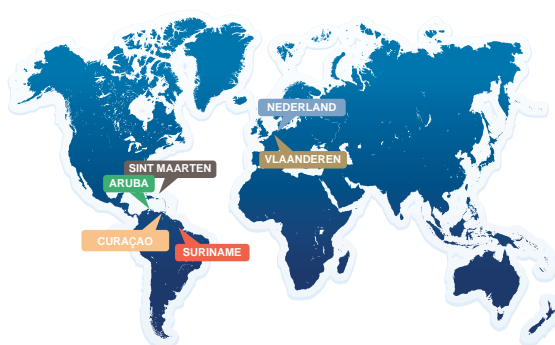 NEDERLAND
VLAANDEREN
SINT MAARTEN
ARUBA
CURAÇAO
SURINAME